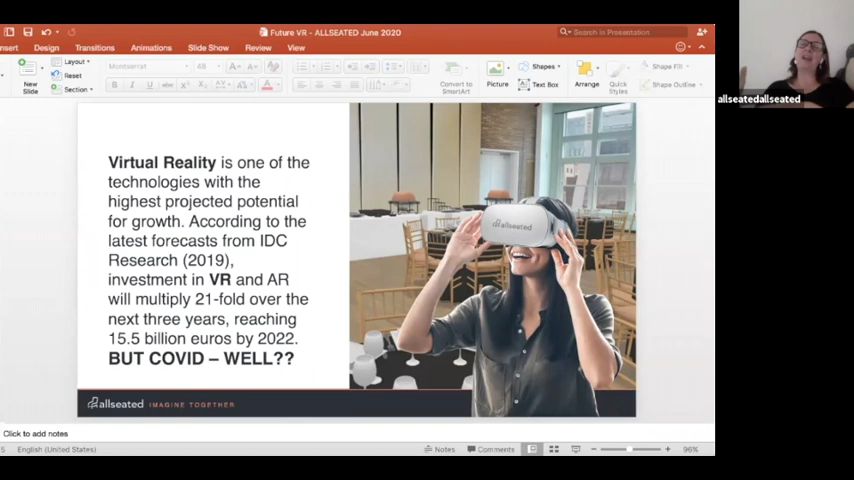 Future VR - ALLSEATED June 2020
Search in Presentation
nsert Design Transitions Animations Slide Show Review View
New Slide
Layout
Reset
Section
Montserrat 48
Convert to SmartArt
Picture
Shapes
Text Box
Arrange
Quick Styles
Shape Fill
Shape Outline
allseatedallseated
Virtual Reality is one of the
technologies with the
highest projected potential
for growth. According to the
latest forecasts from IDC
Research (2019),
investment in VR and AR
will multiply 21-fold over the
next three years, reaching
15.5 billion euros by 2022.
BUT COVID – WELL??
allseated
allseated IMAGINE TOGETHER
Click to add notes
5 English (United States) Notes Comments 96%